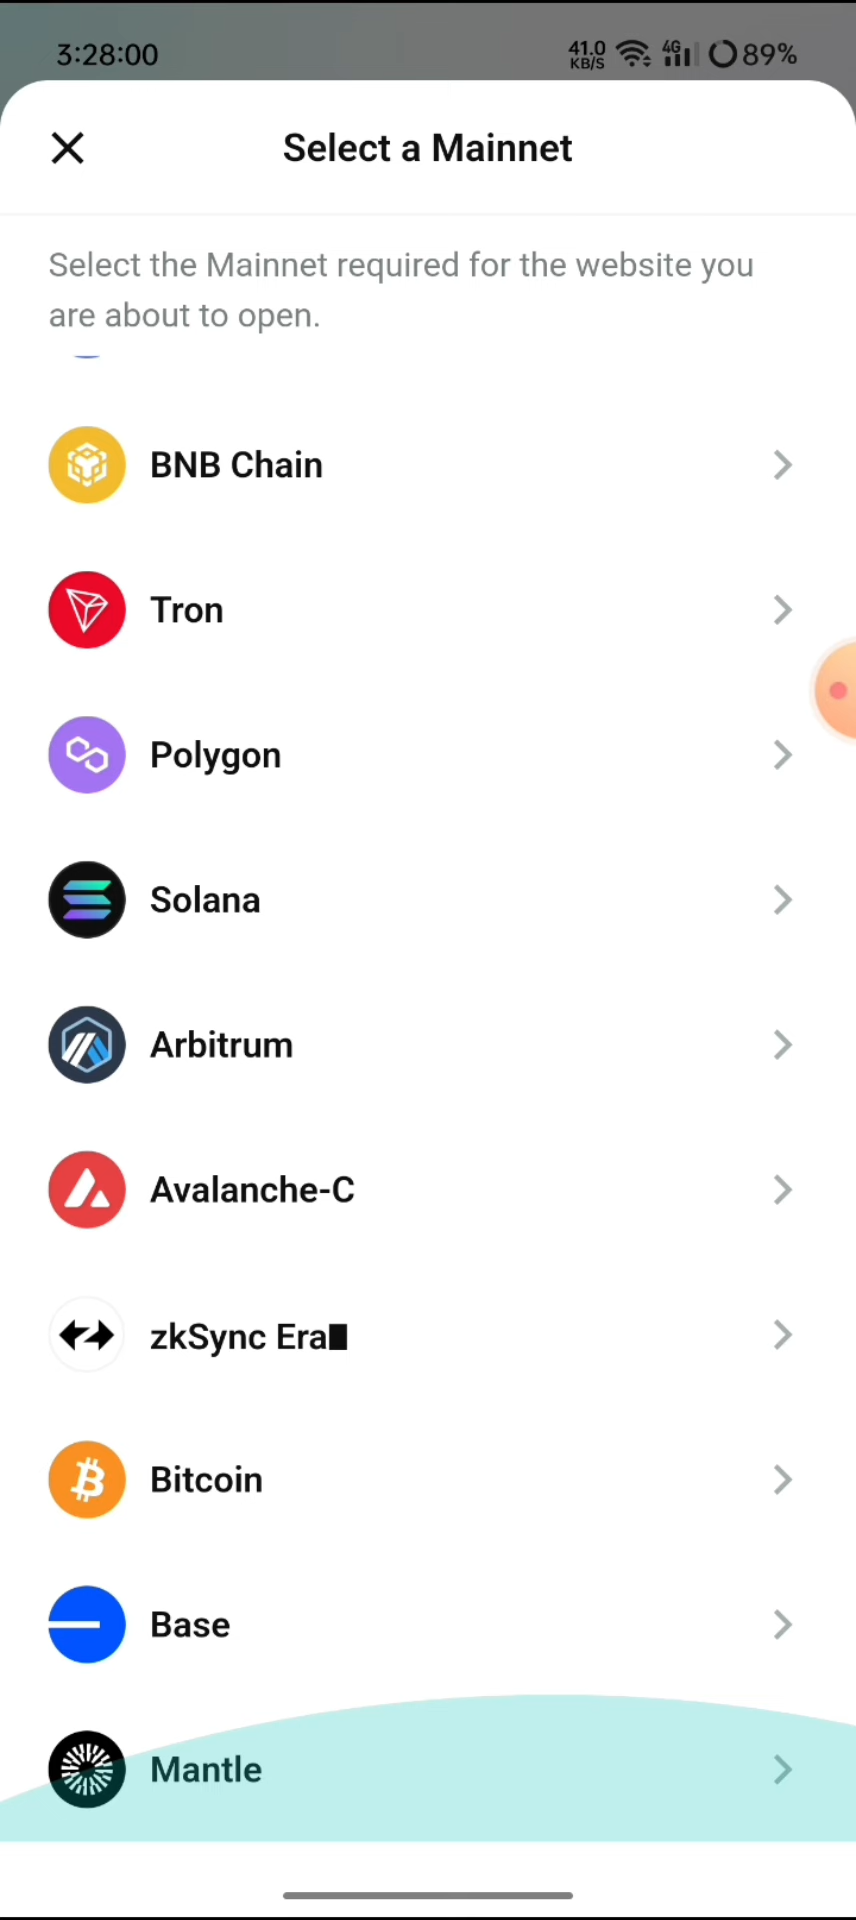 3:28:00
41.0
KB/S
4G
89%
Select a Mainnet
Select the Mainnet required for the website you
are about to open.
BNB Chain
Tron
Polygon
Solana
Arbitrum
Avalanche-C
zkSync Era
Bitcoin
Base
Mantle